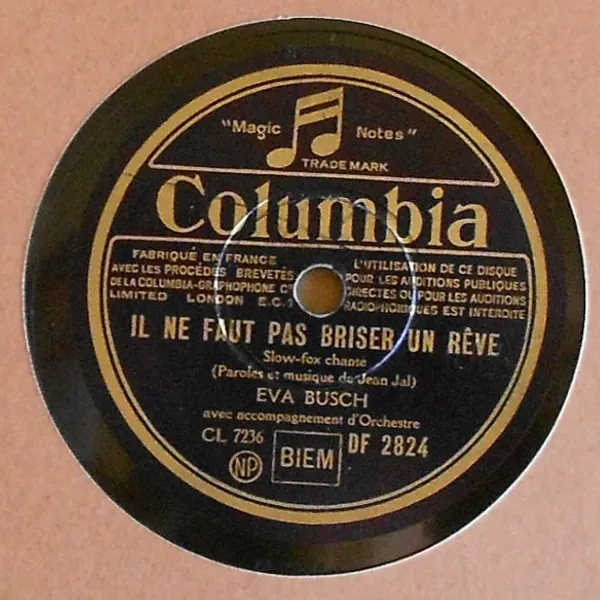 "Magic Notes"
TRADE MARK
Columbia
FABRIQUÉ EN FRANCE
AVEC LES PROCÉDÉS BREVETÉS
DE LA COLUMBIA-GRAPHOPHONE Cº
LIMITED LONDON E.C.1
L'UTILISATION DE CE DISQUE
POUR LES AUDITIONS PUBLIQUES
DIRECTES OU POUR LES AUDITIONS
RADIOPHONIQUES EST INTERDITE
IL NE FAUT PAS BRISER UN RÊVE
Slow-fox chanté
(Paroles et musique de Jean Jal)
EVA BUSCH
avec accompagnement d'Orchestre
CL 7236
NP
BIEM
DF 2824